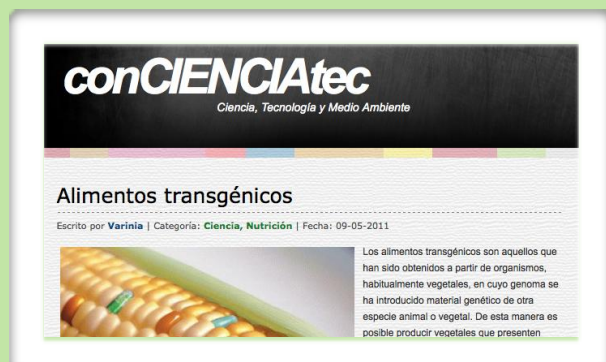 conCIENCIAtec
Ciencia, Tecnología y Medio Ambiente
Alimentos transgénicos
Escrito por Varinia | Categoría: Ciencia, Nutrición | Fecha: 09-05-2011
Los alimentos transgénicos son aquellos que
han sido obtenidos a partir de organismos,
habitualmente vegetales, en cuyo genoma se
ha introducido material genético de otra
especie animal o vegetal. De esta manera es
posible producir vegetales que presenten